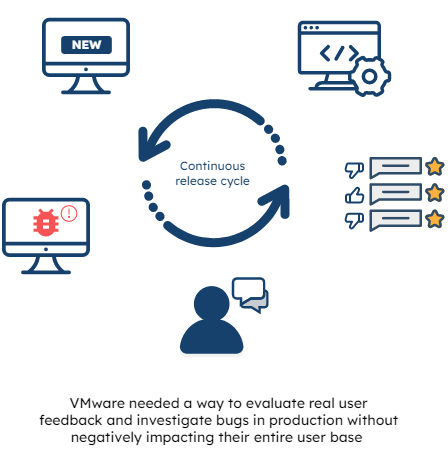 NEW
</>
Continuous
release cycle
VMware needed a way to evaluate real user
feedback and investigate bugs in production without
negatively impacting their entire user base